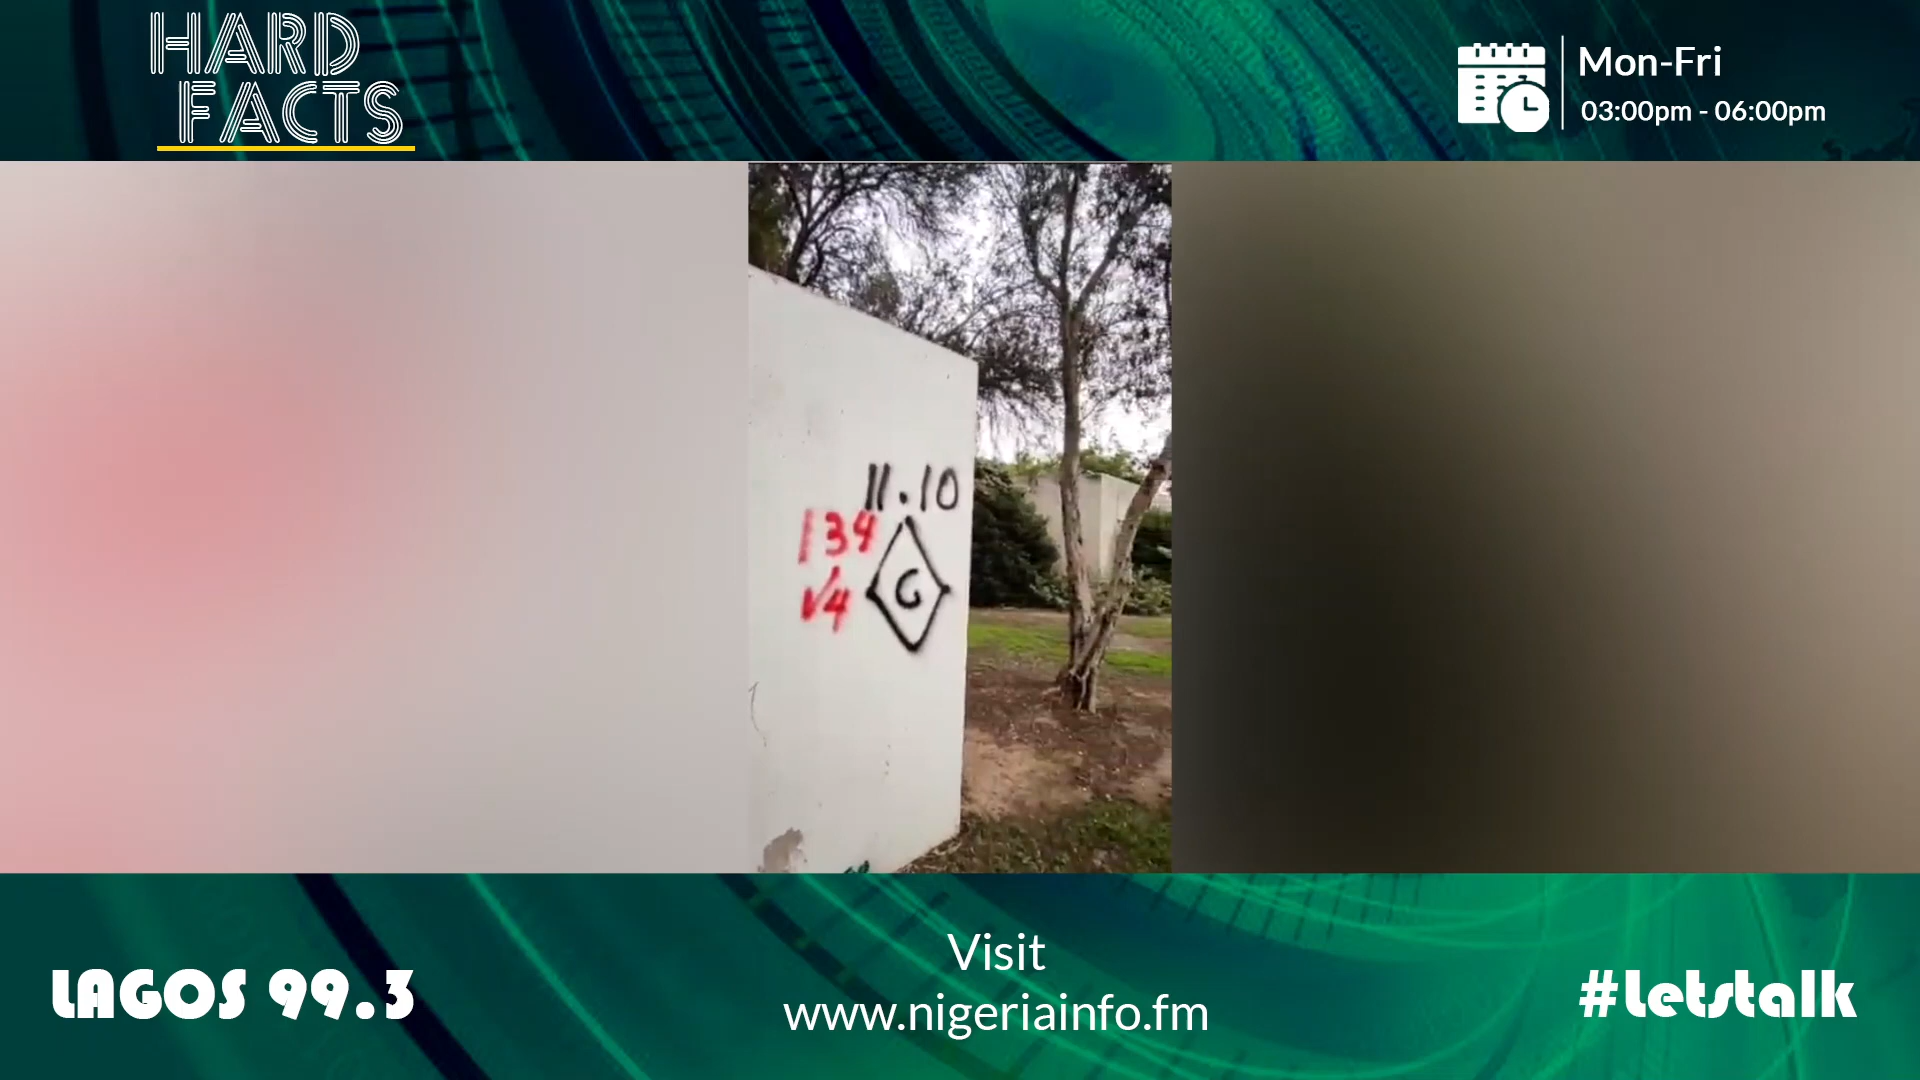 HARD
FACTS
Mon-Fri
03:00pm - 06:00pm
11.10
134
√4
G
LAGOS 99.3
Visit
www.nigeriainfo.fm
#Letstalk